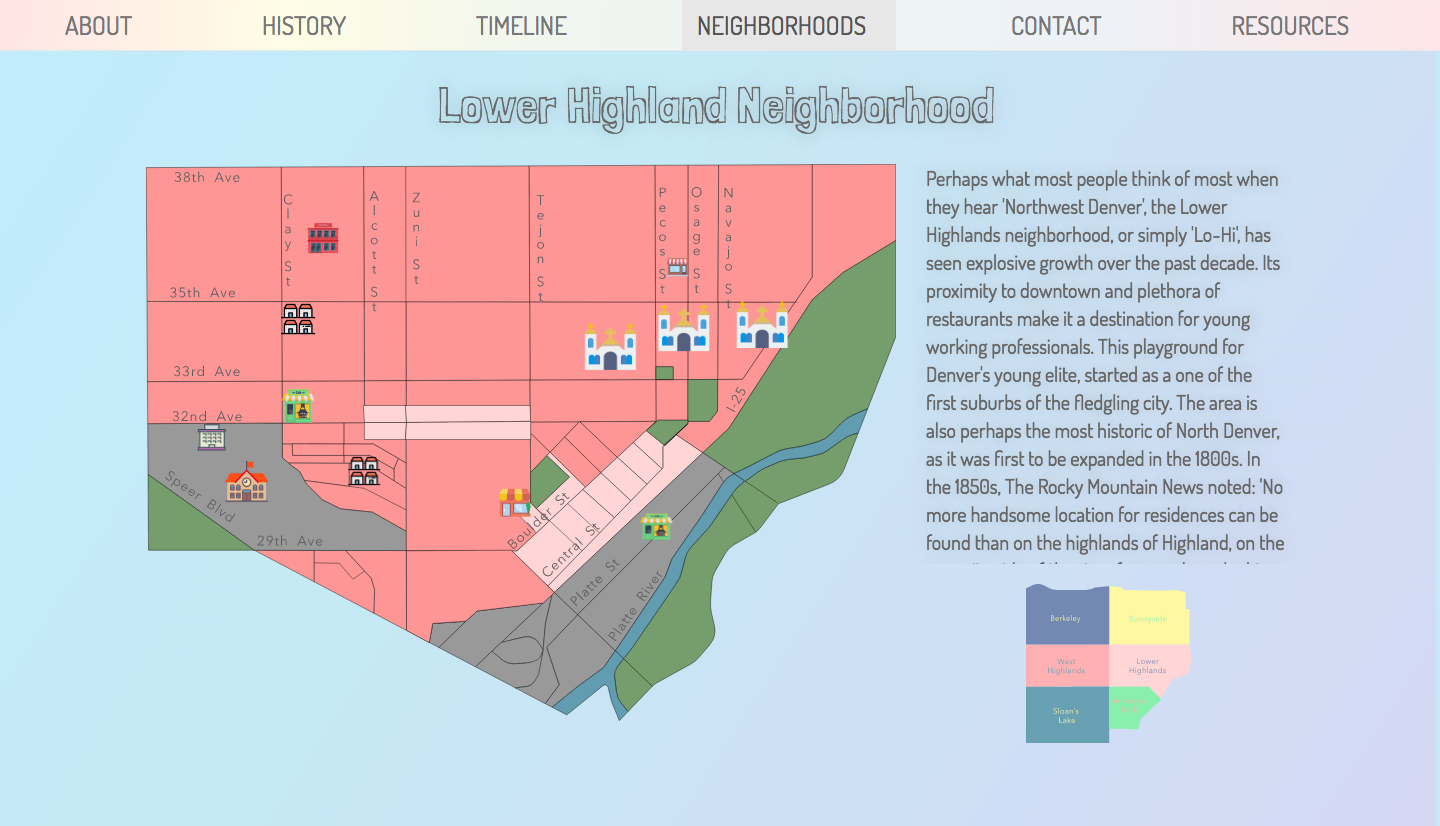 ABOUT HISTORY TIMELINE NEIGHBORHOODS CONTACT RESOURCES
Lower Highland Neighborhood
38th Ave
Clay St
Alcott St
Zuni St
Tejon St
Pecos St
Osage St
Navajo St
35th Ave
33rd Ave
I-25
32nd Ave
Speer Blvd
29th Ave
Boulder St
Central St
Platte St
Platte River
Perhaps what most people think of most when
they hear 'Northwest Denver', the Lower
Highlands neighborhood, or simply 'Lo-Hi', has
seen explosive growth over the past decade. Its
proximity to downtown and plethora of
restaurants make it a destination for young
working professionals. This playground for
Denver's young elite, started as a one of the
first suburbs of the fledgling city. The area is
also perhaps the most historic of North Denver,
as it was first to be expanded in the 1800s. In
the 1850s, The Rocky Mountain News noted: 'No
more handsome location for residences can be
found than on the highlands of Highland, on the
Berkeley
Sunnyside
West
Highlands
Lower
Highlands
Sloan's
Lake